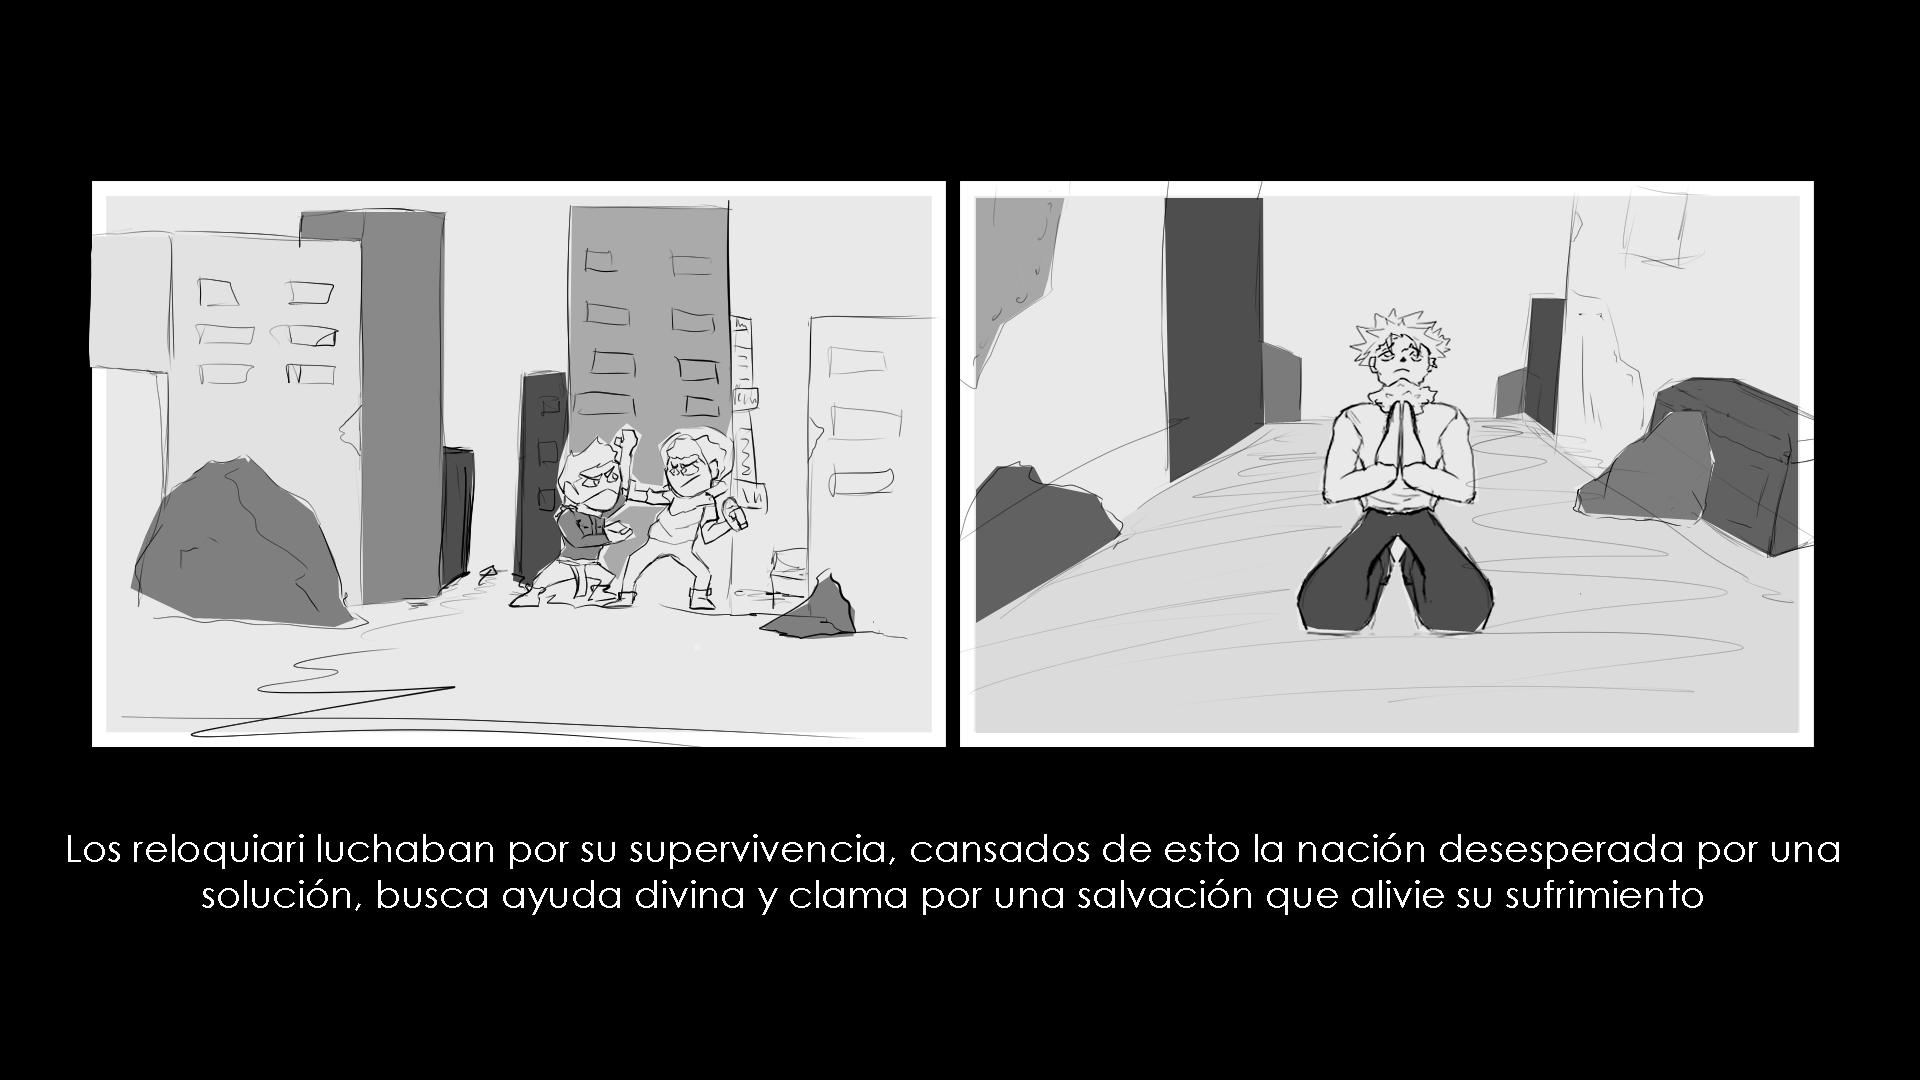 Los reloquiari luchaban por su supervivencia, cansados de esto la nación desesperada por una
solución, busca ayuda divina y clama por una salvación que alivie su sufrimiento